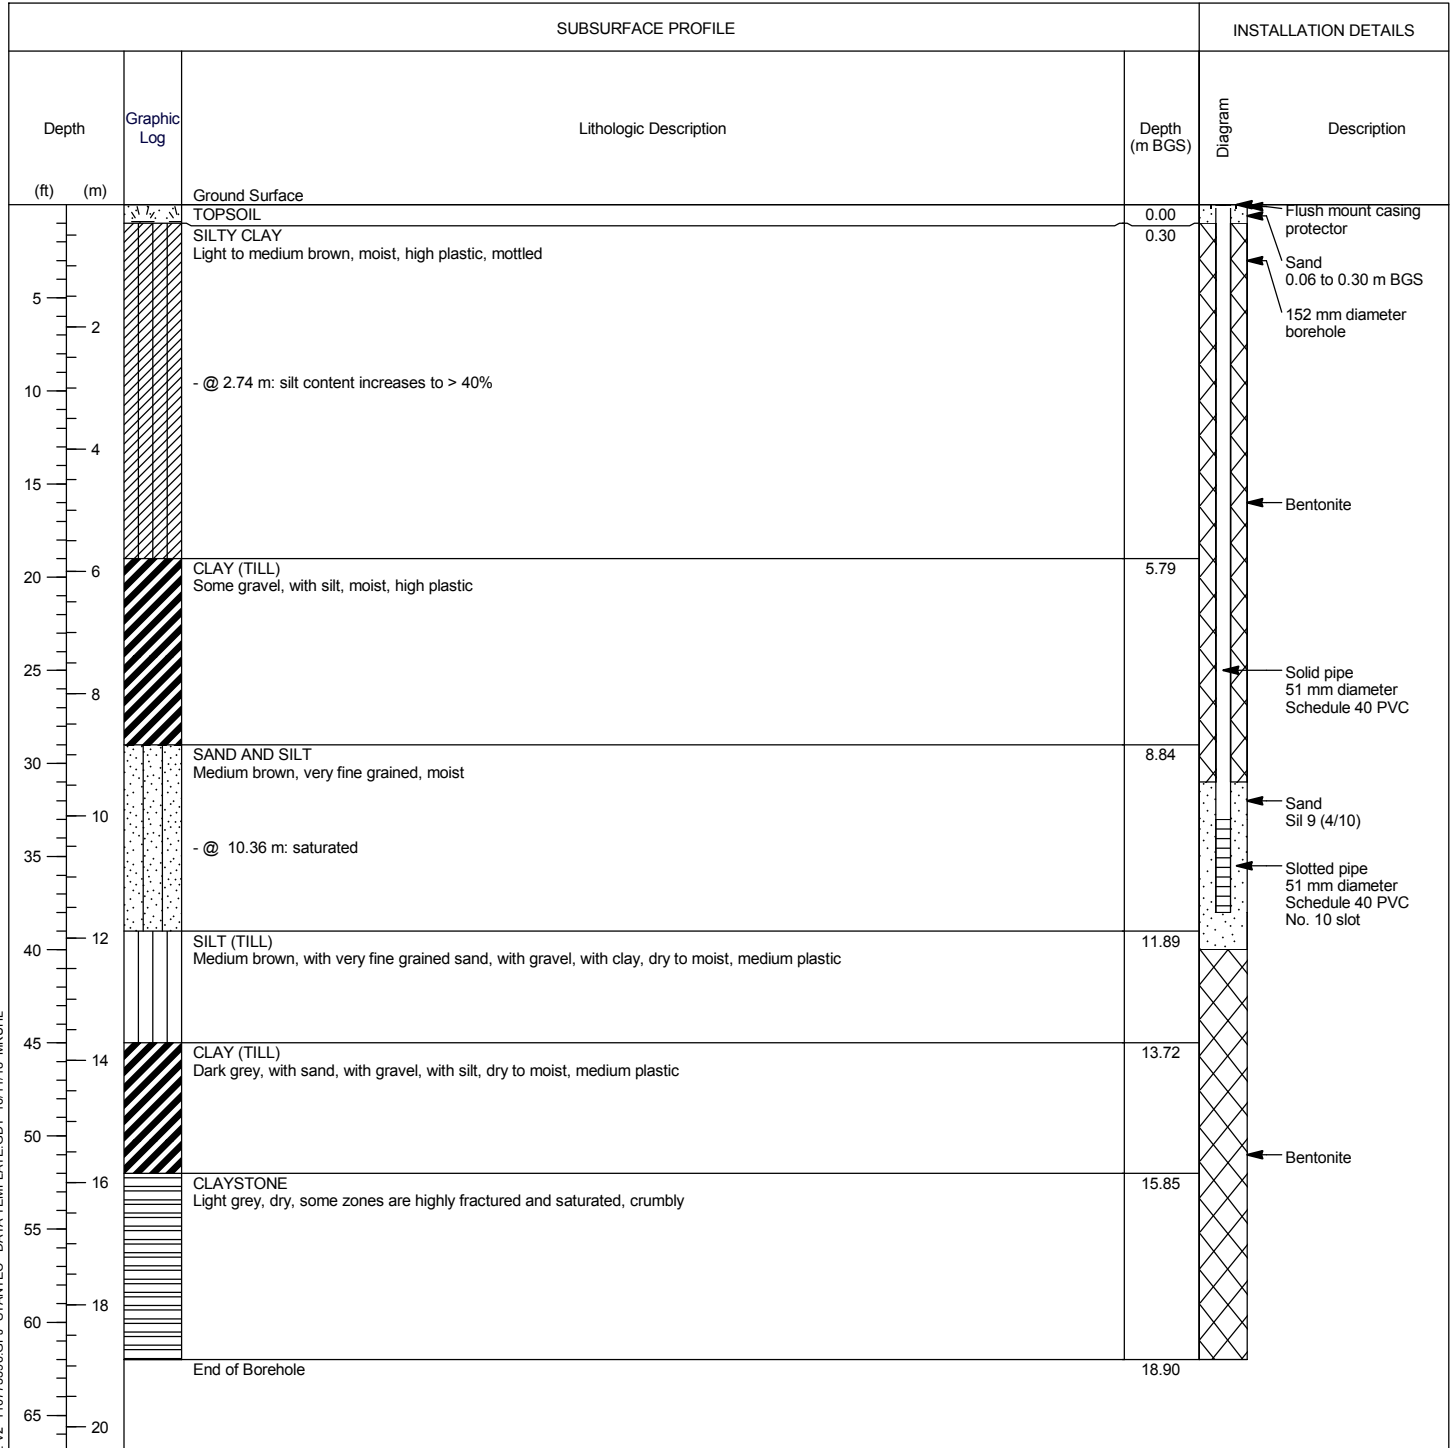 SUBSURFACE PROFILE
INSTALLATION DETAILS
Depth
Graphic
Log
Lithologic Description
Depth
(m BGS)
Diagram
Description
(ft) (m)
Ground Surface
TOPSOIL
0.00
SILTY CLAY
0.30
Light to medium brown, moist, high plastic, mottled
- @ 2.74 m: silt content increases to > 40%
CLAY (TILL)
5.79
Some gravel, with silt, moist, high plastic
SAND AND SILT
8.84
Medium brown, very fine grained, moist
- @ 10.36 m: saturated
SILT (TILL)
11.89
Medium brown, with very fine grained sand, with gravel, with clay, dry to moist, medium plastic
CLAY (TILL)
13.72
Dark grey, with sand, with gravel, with silt, dry to moist, medium plastic
CLAYSTONE
15.85
Light grey, dry, some zones are highly fractured and saturated, crumbly
End of Borehole
18.90
5
10
15
20
25
30
35
40
45
50
55
60
65
2
4
6
8
10
12
14
16
18
20
Flush mount casing
protector
Sand
0.06 to 0.30 m BGS
152 mm diameter
borehole
Bentonite
Solid pipe
51 mm diameter
Schedule 40 PVC
Sand
Sil 9 (4/10)
Slotted pipe
51 mm diameter
Schedule 40 PVC
No. 10 slot
Bentonite